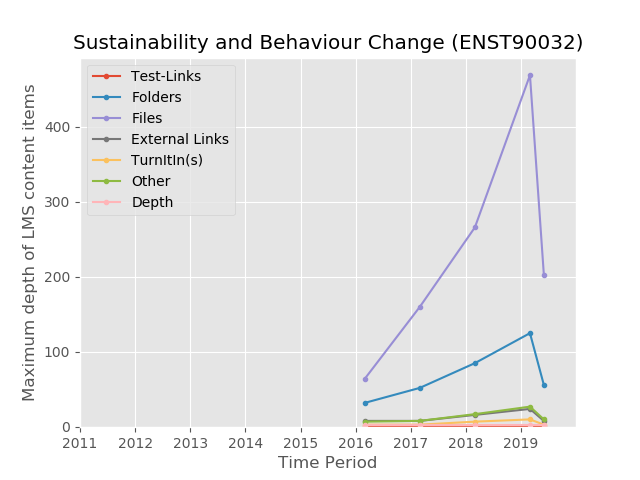 Sustainability and Behaviour Change (ENST90032)
Test-Links
Folders
Files
External Links
TurnItIn(s)
Other
Depth
Maximum depth of LMS content items
400
300
200
100
0
2011 2012 2013 2014 2015 2016 2017 2018 2019
Time Period